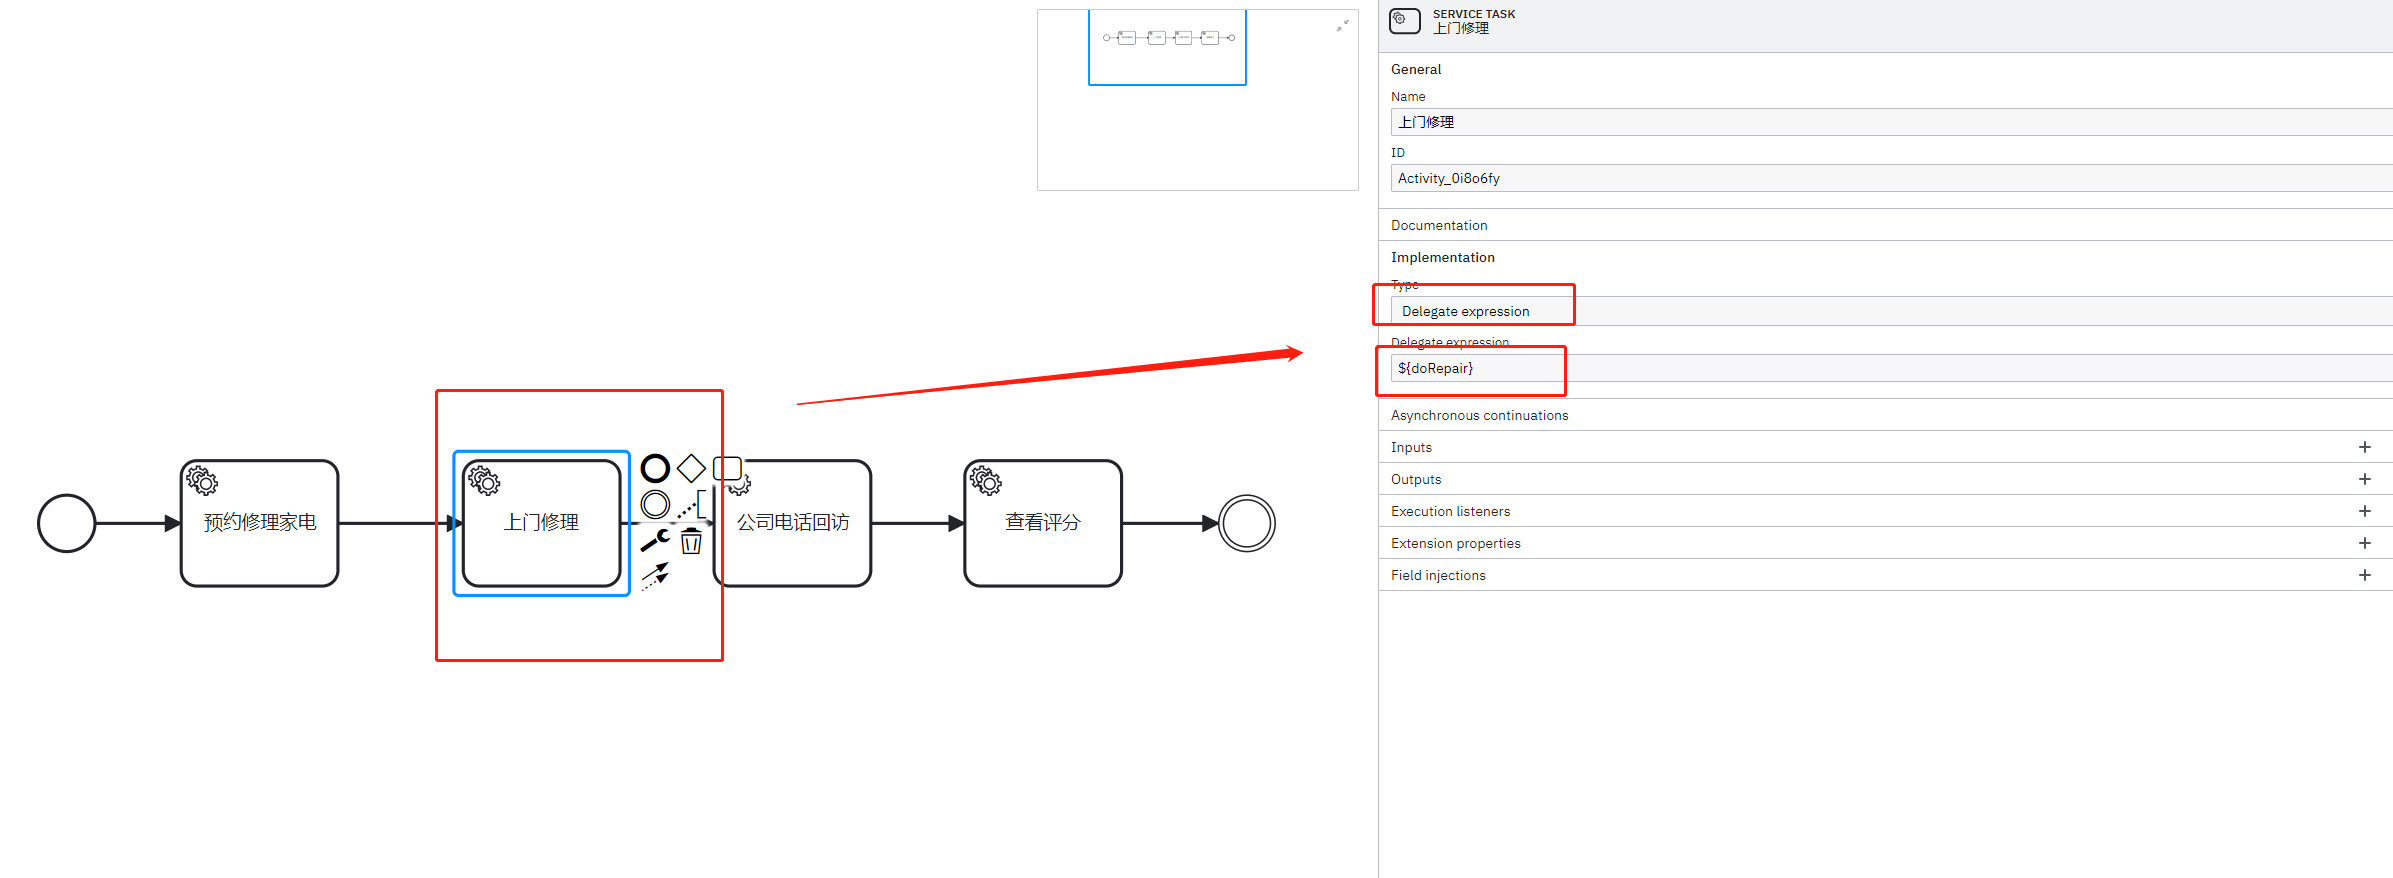 预约修理家电
上门修理
公司电话回访
查看评分
SERVICE TASK
上门修理
General
Name
上门修理
ID
Activity_0i8o6fy
Documentation
Implementation
Type
Delegate expression
Delegate expression
${doRepair}
Asynchronous continuations
Inputs
Outputs
Execution listeners
Extension properties
Field injections